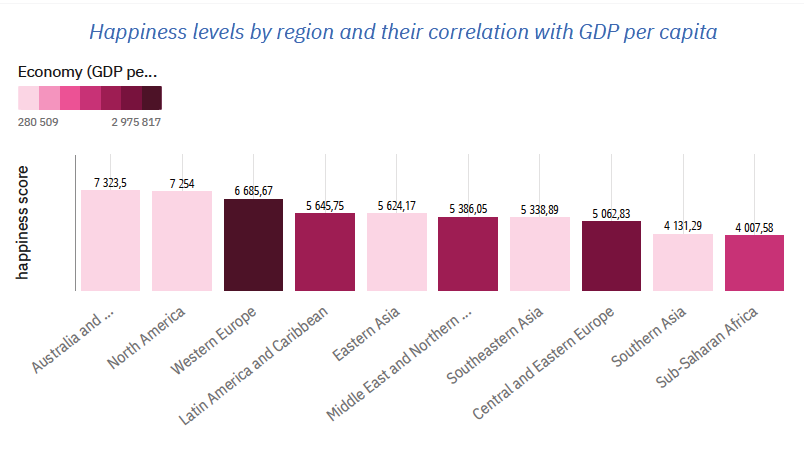 Happiness levels by region and their correlation with GDP per capita
Economy (GDP pe...
280 509 2 975 817
happiness score
7 323,5
7 254
6 685,67
5 645,75
5 624,17
5 386,05
5 338,89
5 062,83
4 131,29
4 007,58
Australia and ...
North America
Western Europe
Latin America and Caribbean
Eastern Asia
Middle East and Northern ...
Southeastern Asia
Central and Eastern Europe
Southern Asia
Sub-Saharan Africa